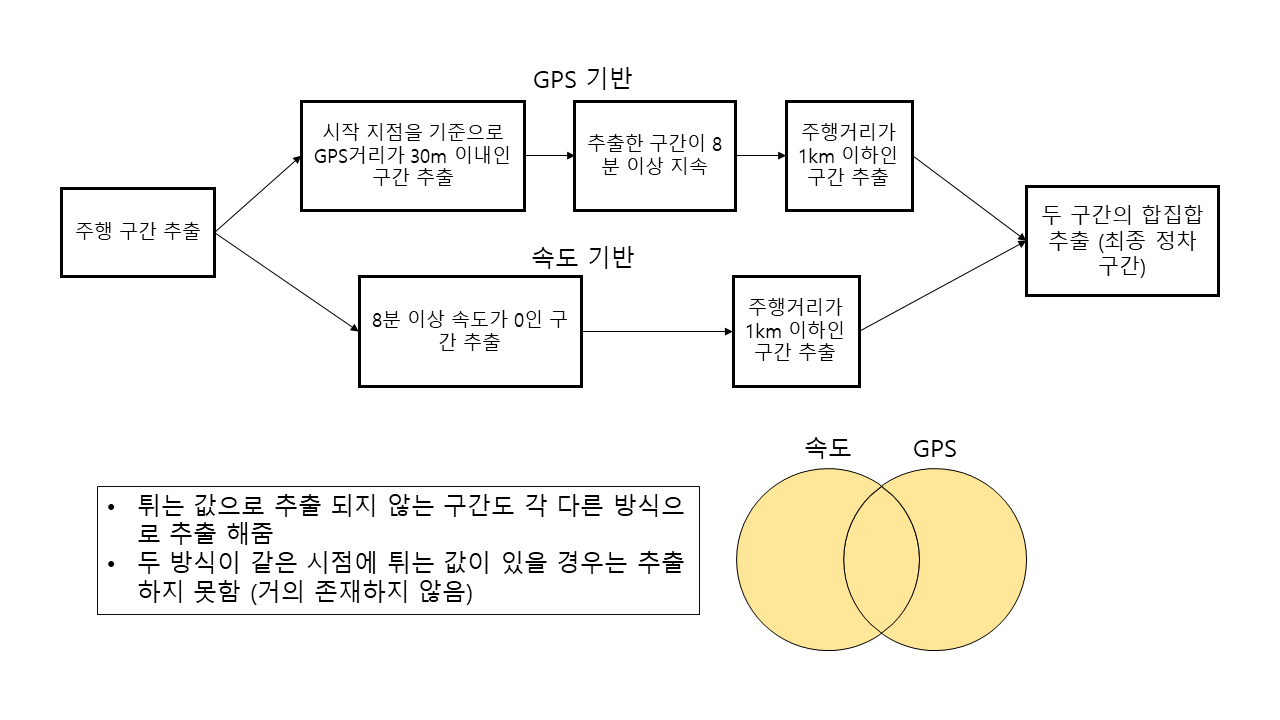 GPS 기반
시작 지점을 기준으로
GPS거리가 30m 이내인
구간 추출
추출한 구간이 8
분 이상 지속
주행거리가
1km 이하인
구간 추출
주행 구간 추출
두 구간의 합집합
추출 (최종 정차
구간)
속도 기반
8분 이상 속도가 0인 구
간 추출
주행거리가
1km 이하인
구간 추출
속도
GPS
• 튀는 값으로 추출 되지 않는 구간도 각 다른 방식으
로 추출 해줌
• 두 방식이 같은 시점에 튀는 값이 있을 경우는 추출
하지 못함 (거의 존재하지 않음)